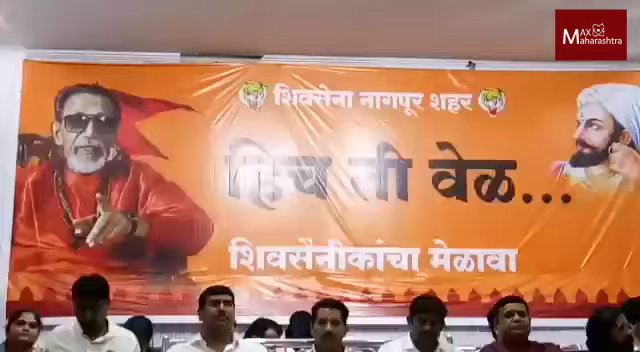 MAX
Maharashtra
शिवसेना नागपूर शहर
हिच ती वेळ...
शिवसैनीकांचा मेळावा